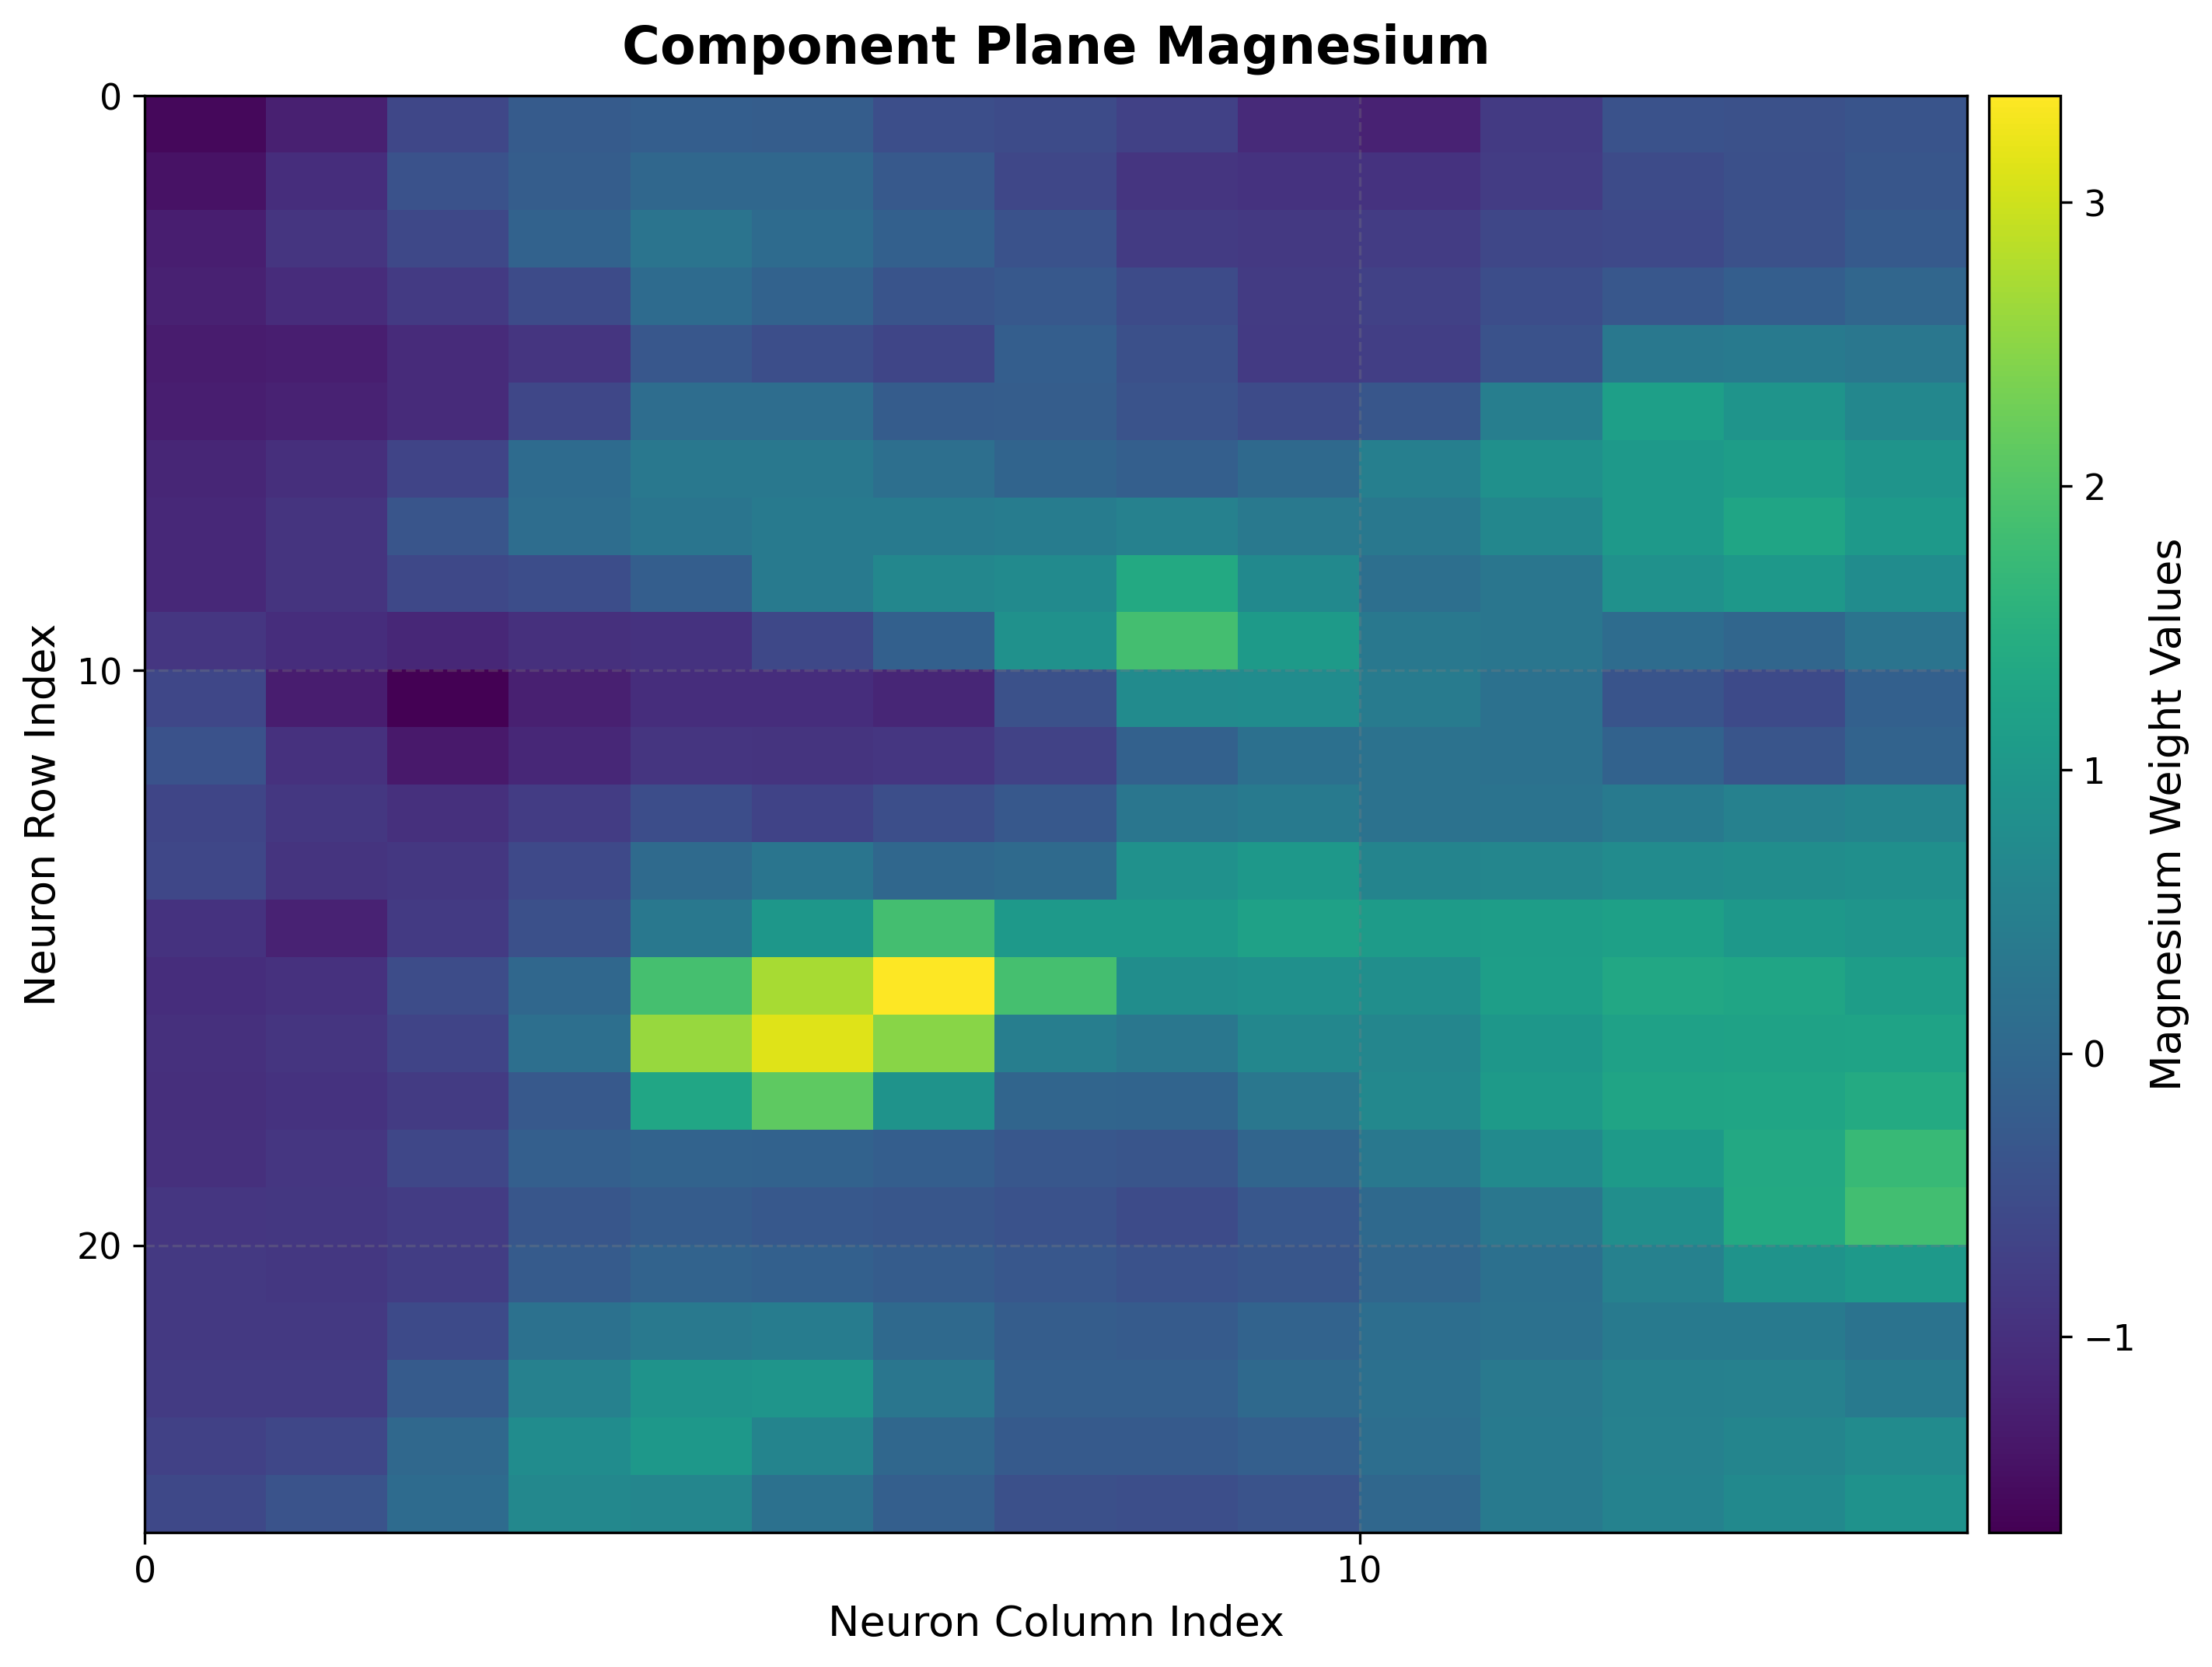 Component Plane Magnesium
0
10
20
Neuron Row Index
0
10
Neuron Column Index
3
2
1
0
−1
Magnesium Weight Values